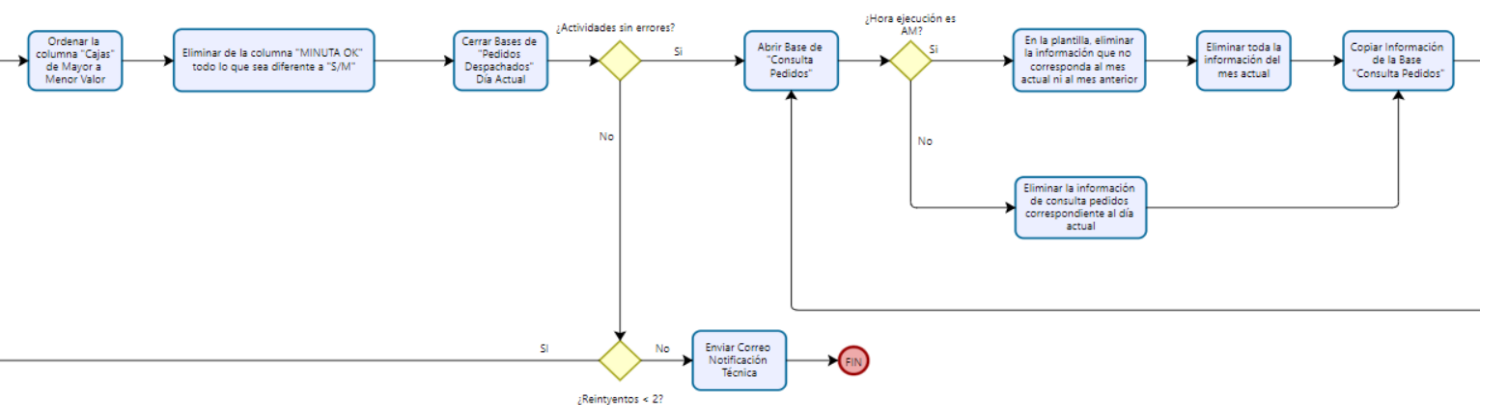 Ordenar la
columna "Cajas"
de Mayor a
Menor Valor
Eliminar de la columna "MINUTA OK"
todo lo que sea diferente a "S/M"
Cerrar Bases de
"Pedidos
Despachados"
Día Actual
¿Actividades sin errores?
Si
No
Abrir Base de
"Consulta
Pedidos"
¿Hora ejecución es
AM?
Si
No
En la plantilla, eliminar
la información que no
corresponda al mes
actual ni al mes anterior
Eliminar toda la
información del
mes actual
Copiar Información
de la Base
"Consulta Pedidos"
Eliminar la información
de consulta pedidos
correspondiente al día
actual
SI
No
¿Reintyentos < 2?
Enviar Correo
Notificación
Técnica
FIN